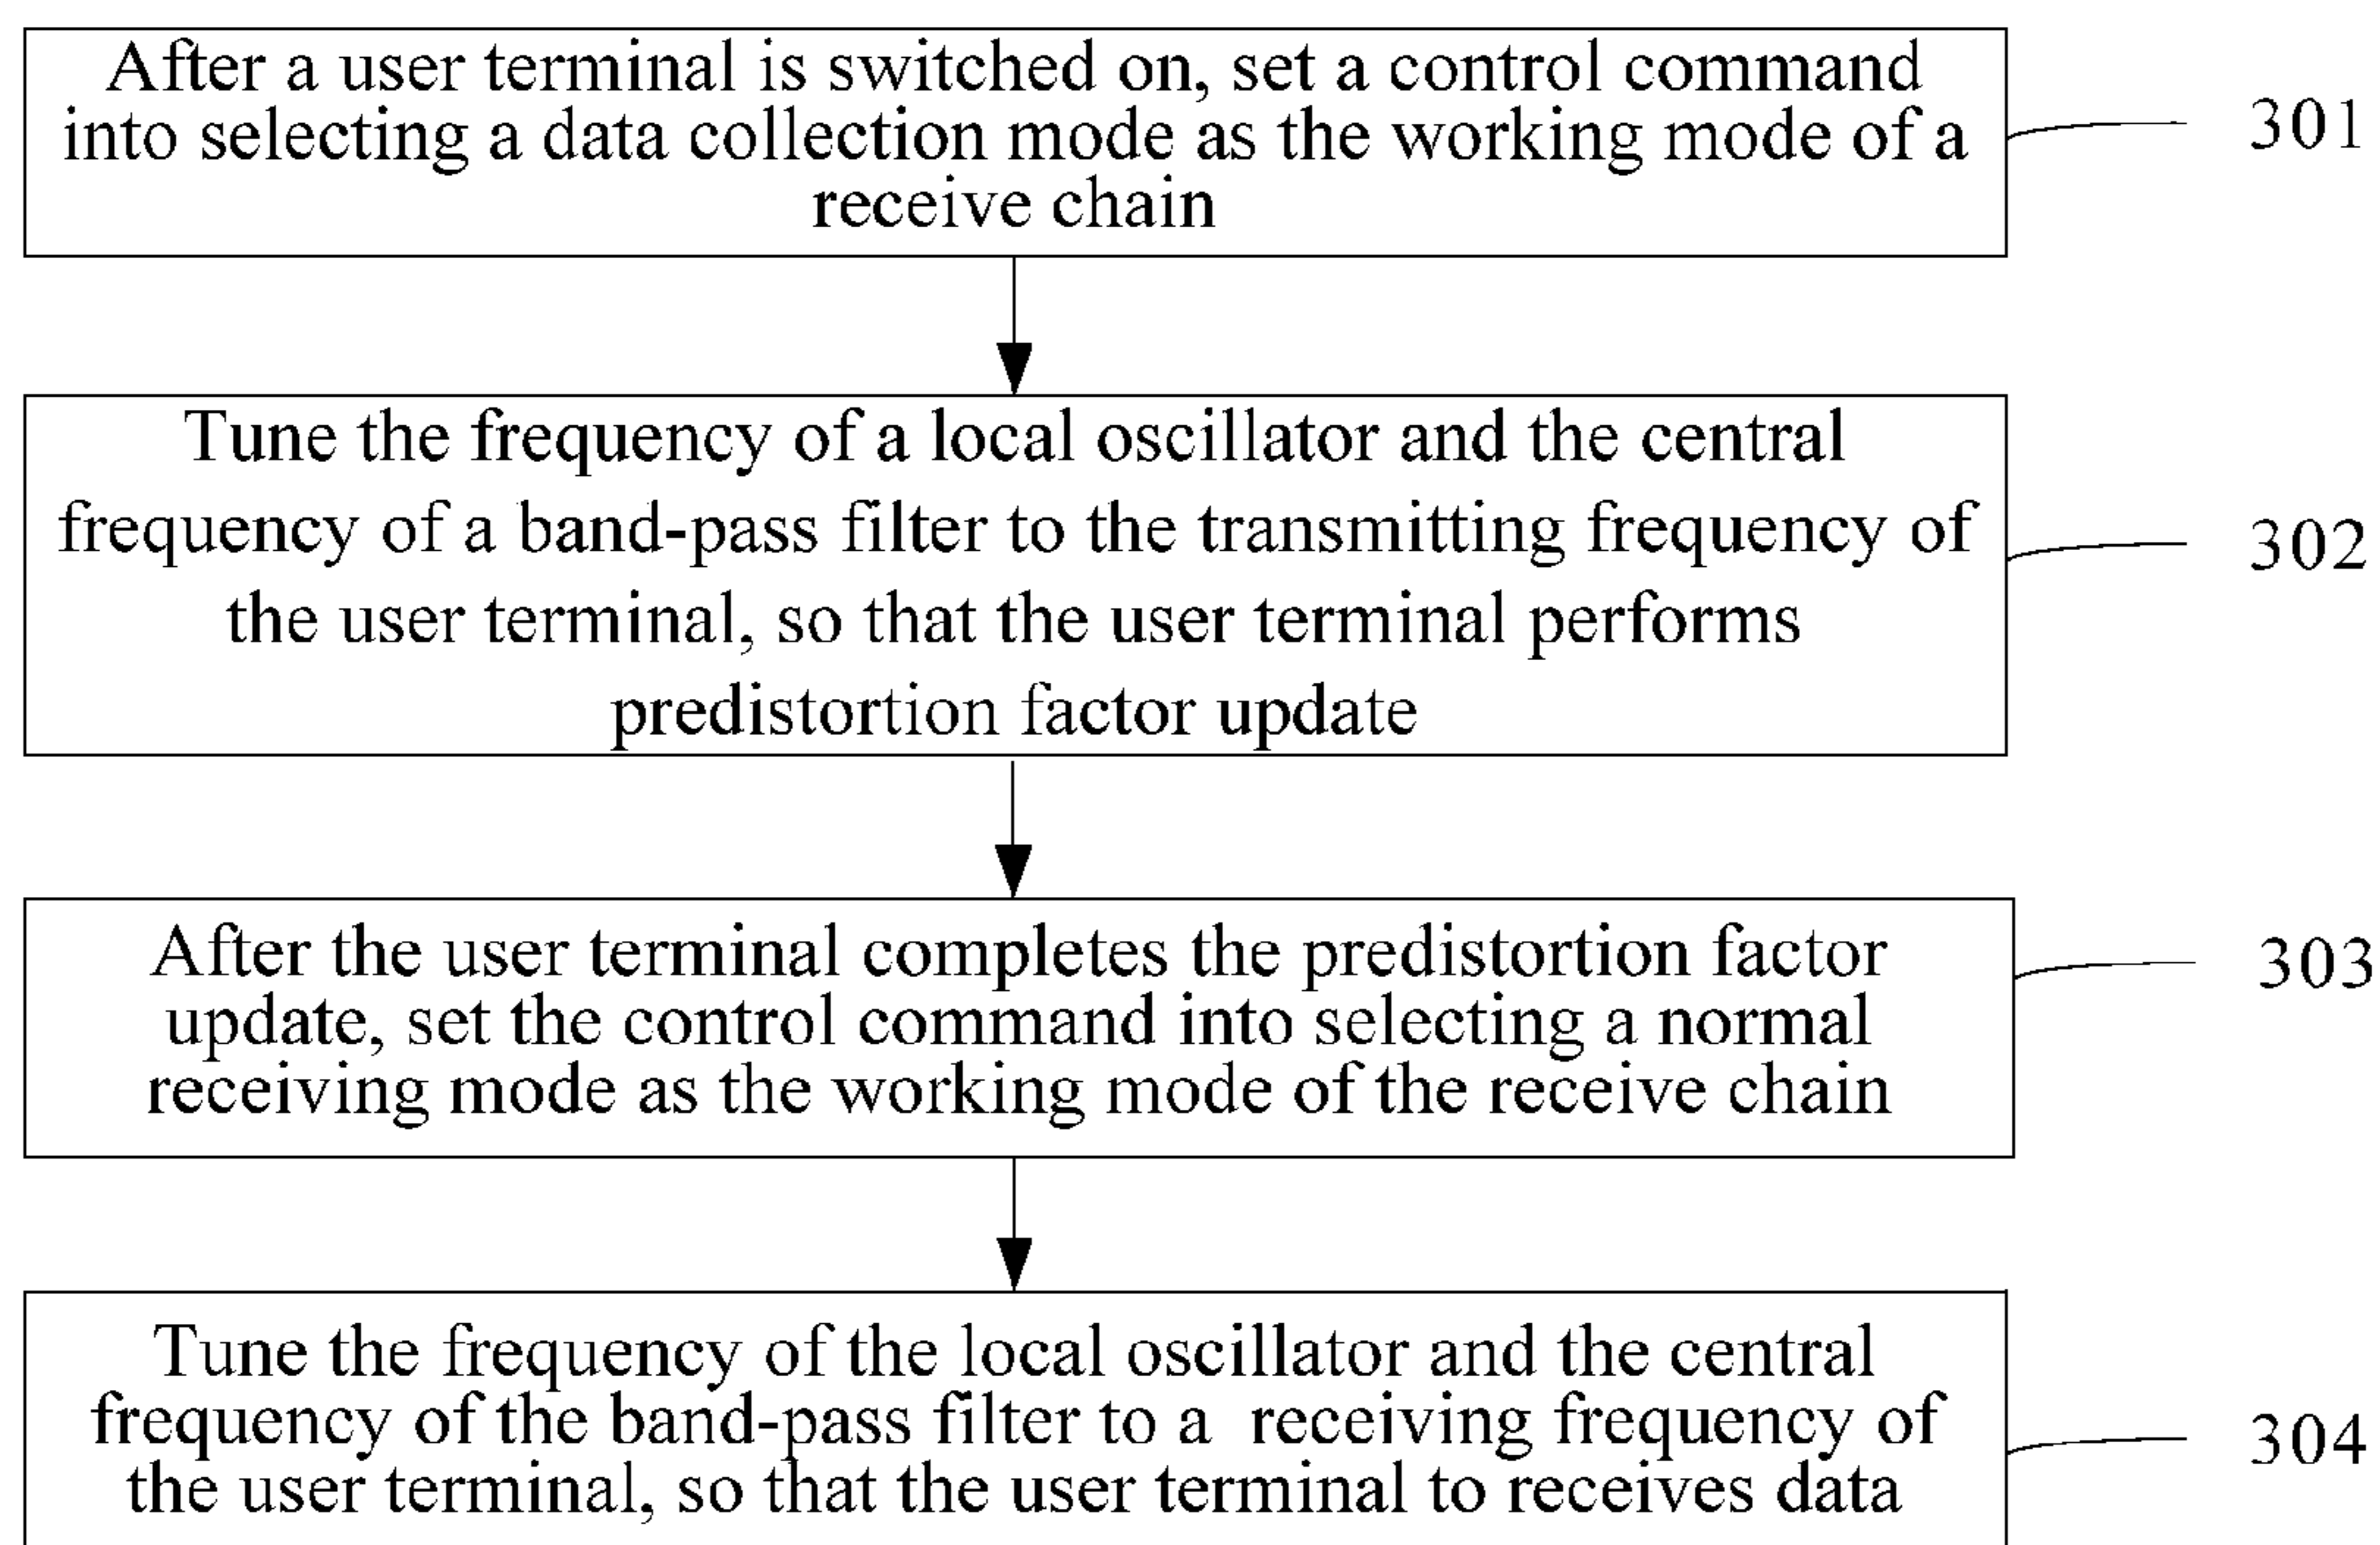 After a user terminal is switched on, set a control command
into selecting a data collection mode as the working mode of a
receive chain
301
Tune the frequency of a local oscillator and the central
frequency of a band-pass filter to the transmitting frequency of
the user terminal, so that the user terminal performs
predistortion factor update
302
After the user terminal completes the predistortion factor
update, set the control command into selecting a normal
receiving mode as the working mode of the receive chain
303
Tune the frequency of the local oscillator and the central
frequency of the band-pass filter to a receiving frequency of
the user terminal, so that the user terminal to receives data
304